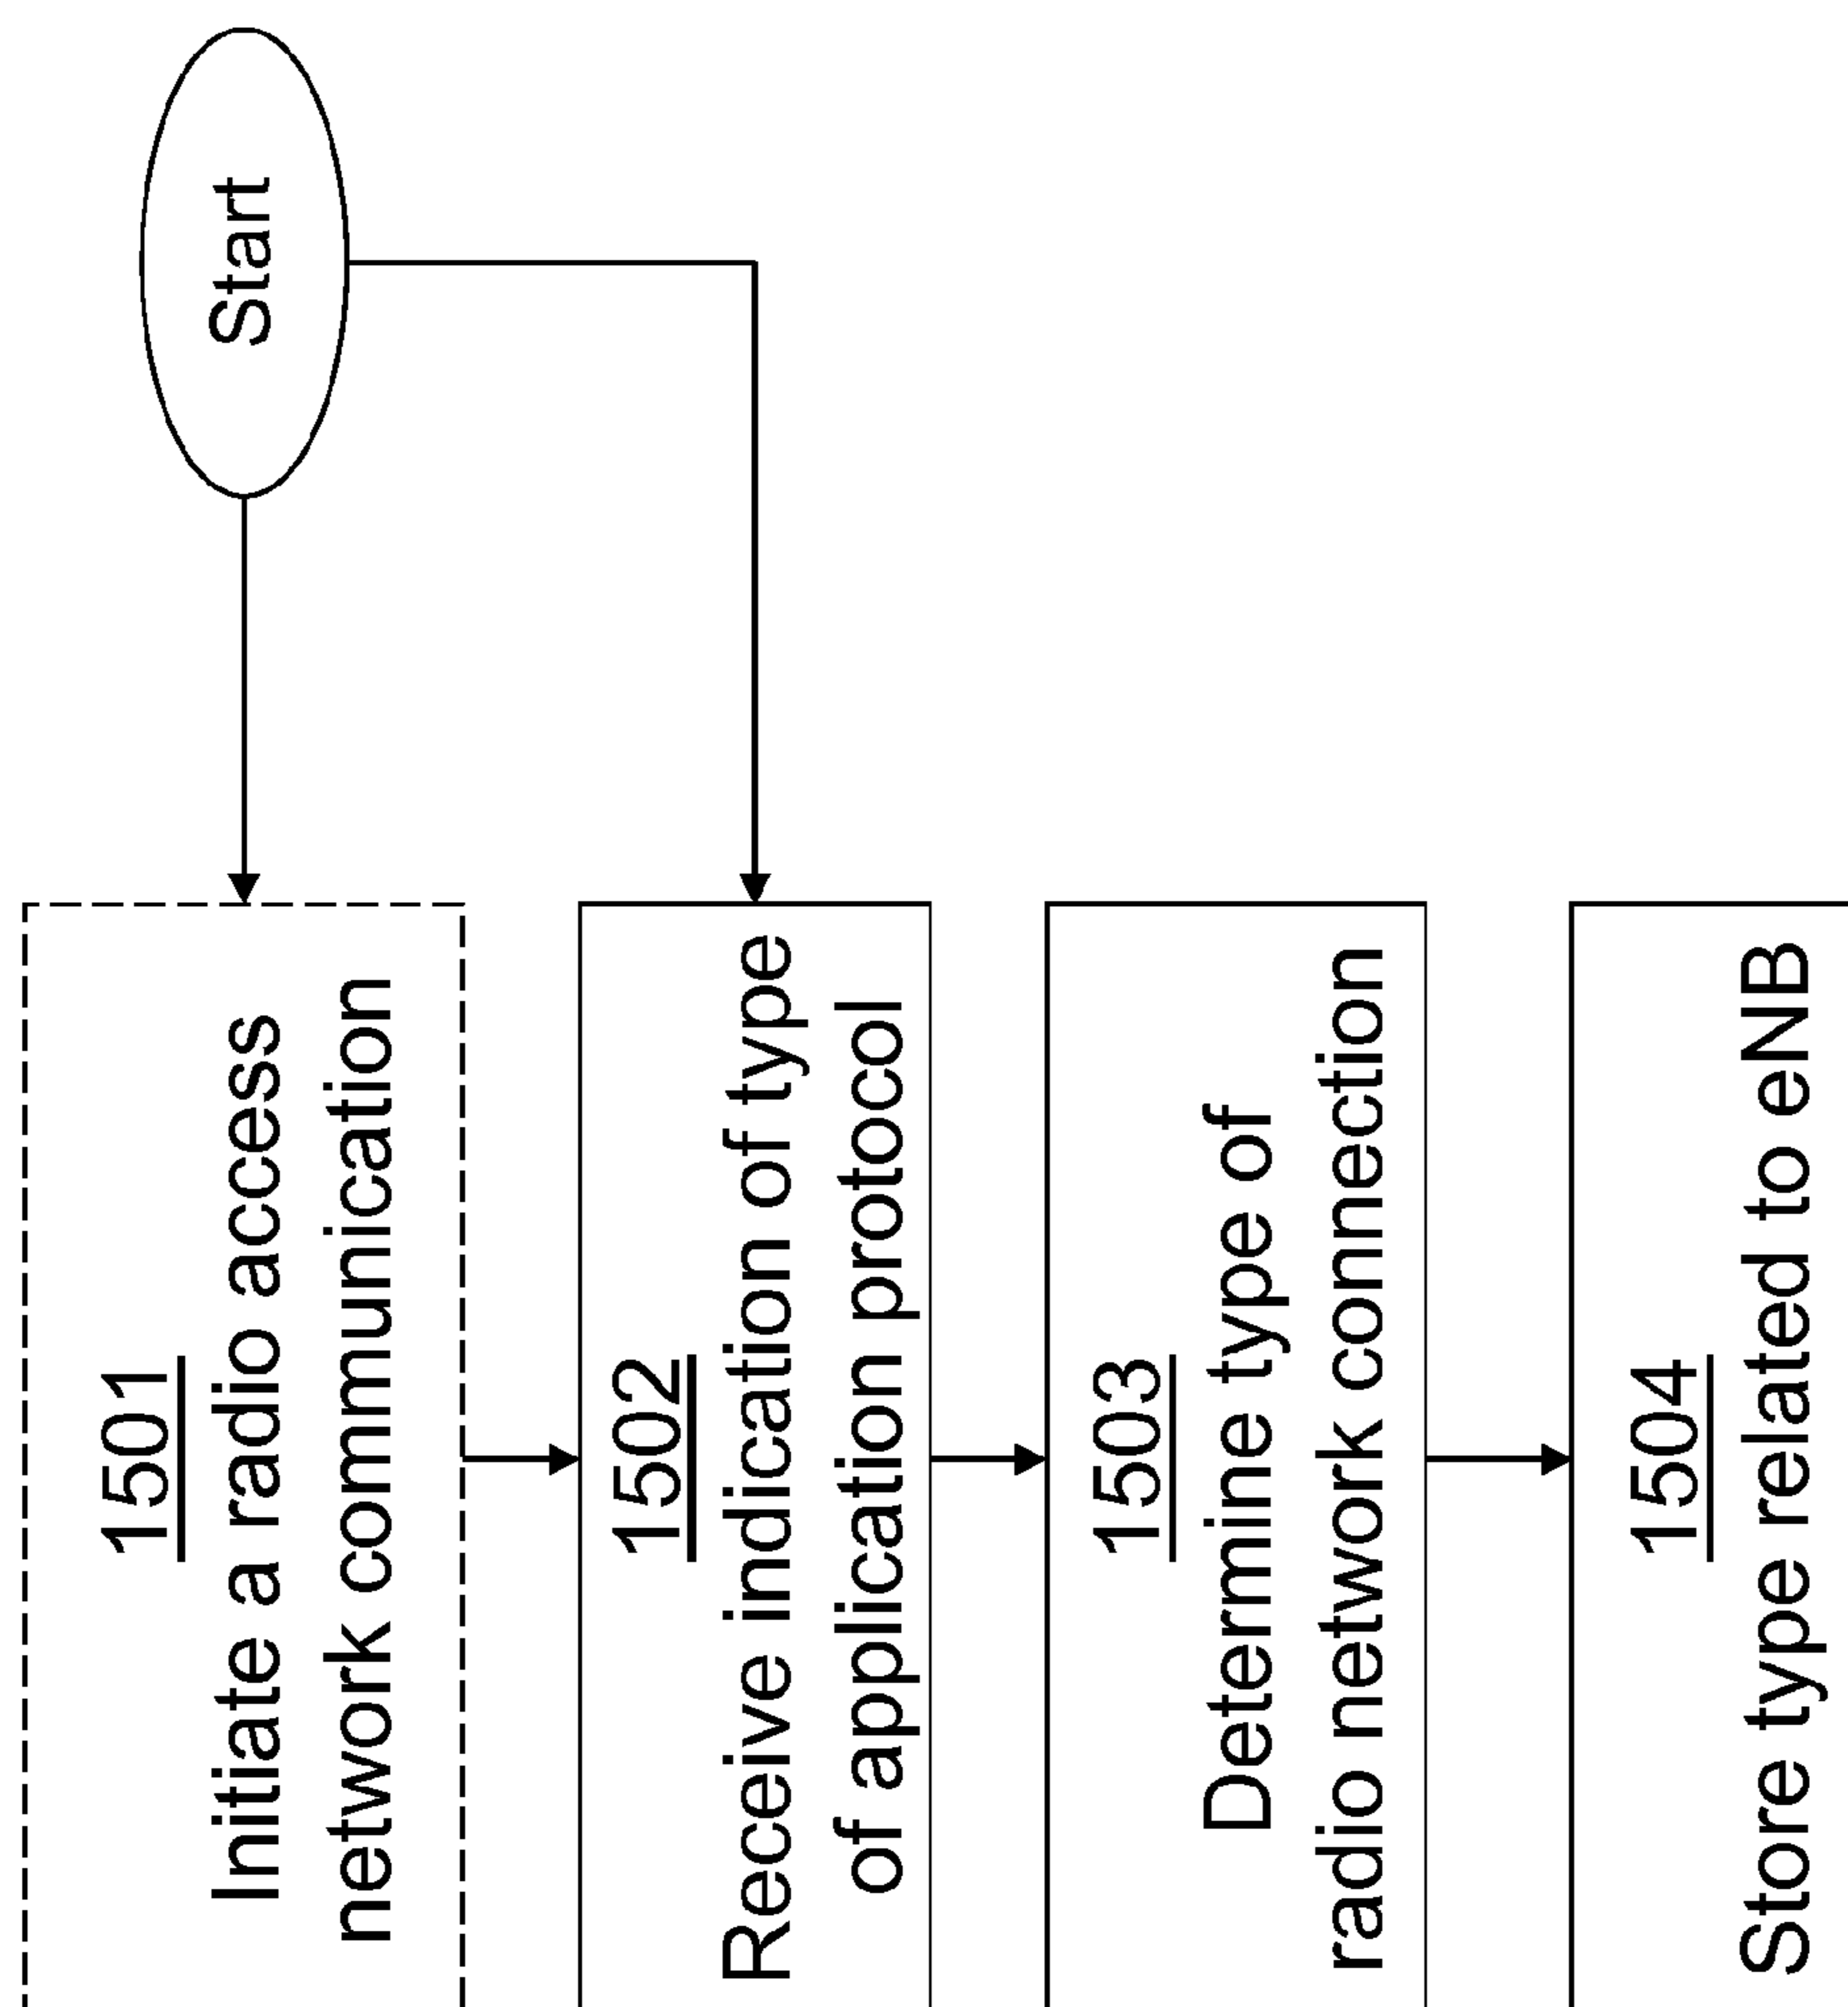 Start
1501
Initiate a radio access
network communication
1502
Receive indication of type
of application protocol
1503
Determine type of
radio network connection
1504
Store type related to eNB